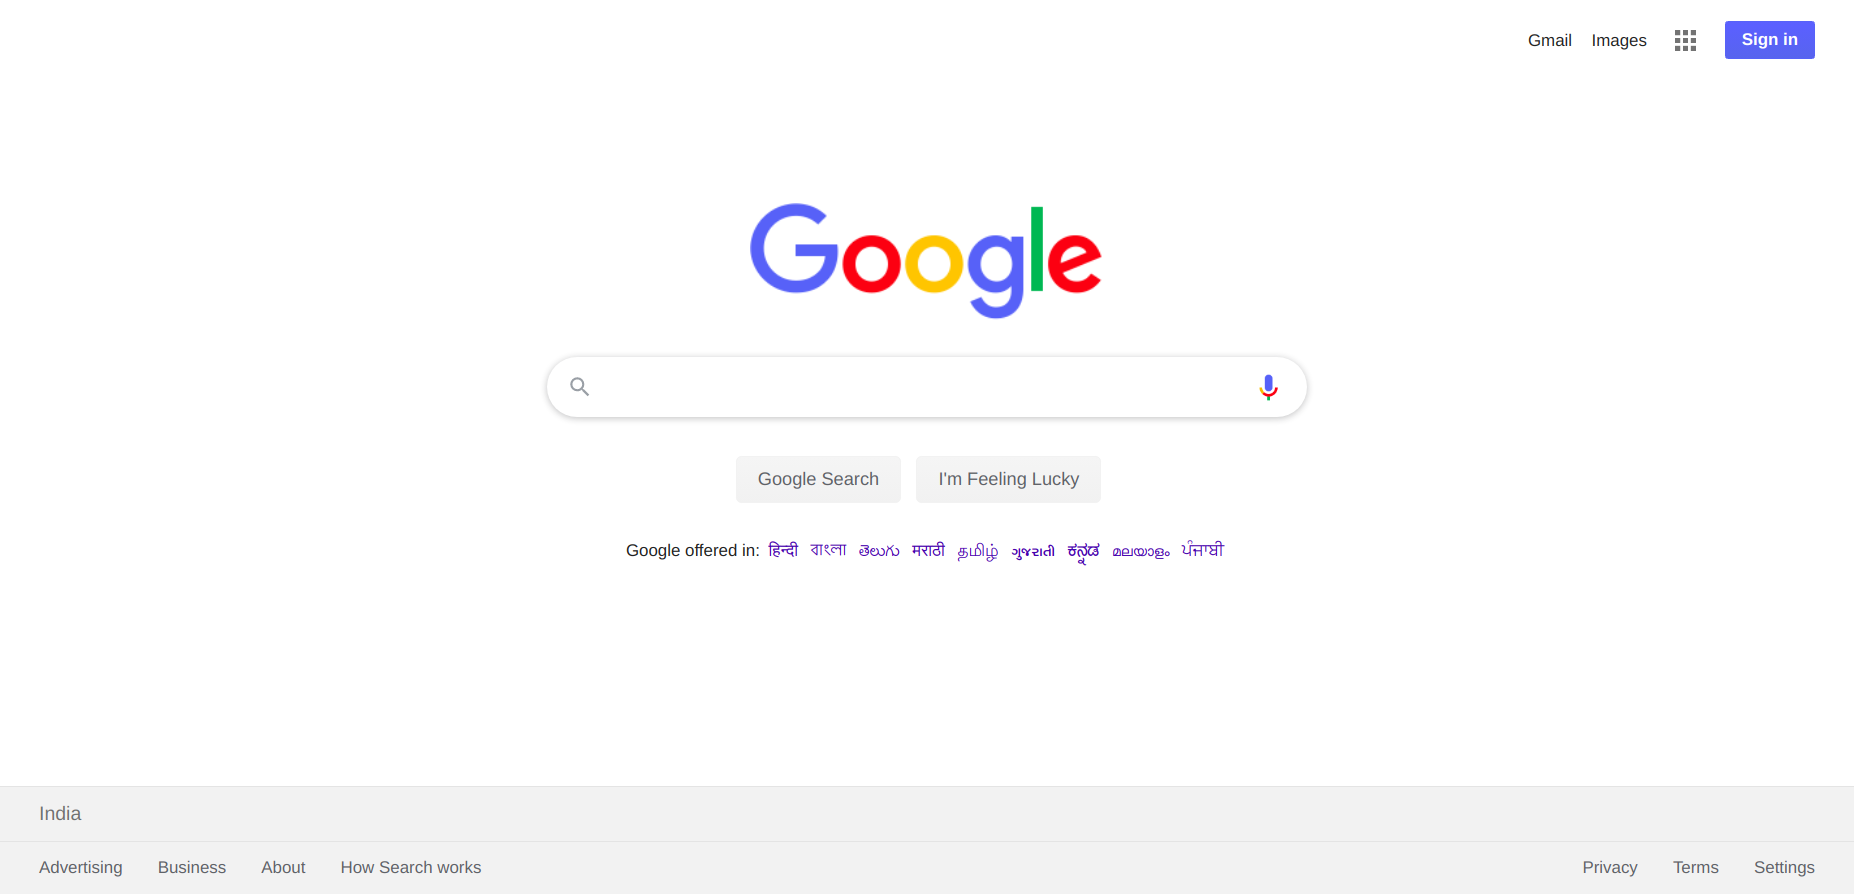 Gmail Images Sign in
Google
Google Search I'm Feeling Lucky
Google offered in: हिन्दी বাংলা తెలుగు मराठी தமிழ் ગુજરાતી ಕನ್ನಡ മലയാളം ਪੰਜਾਬੀ
India
Advertising Business About How Search works Privacy Terms Settings